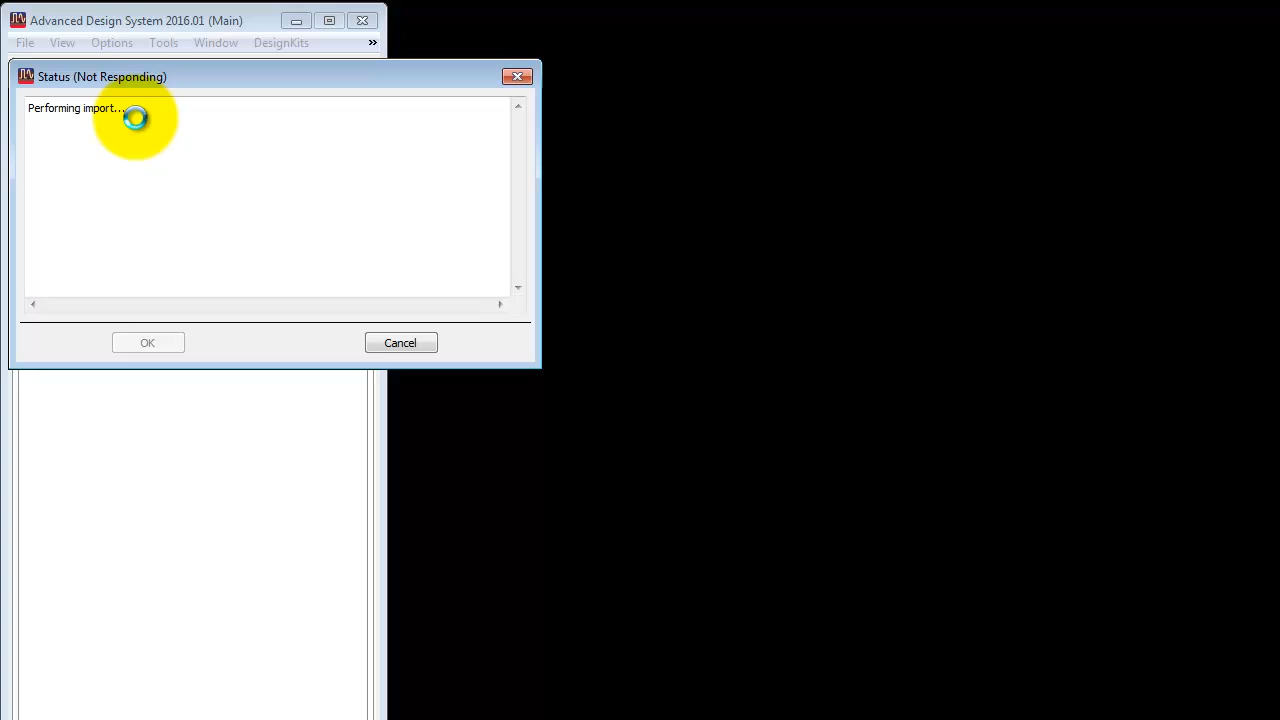 Advanced Design System 2016.01 (Main)
File View Options Tools Window DesignKits »
Status (Not Responding)
Performing import...
OK Cancel